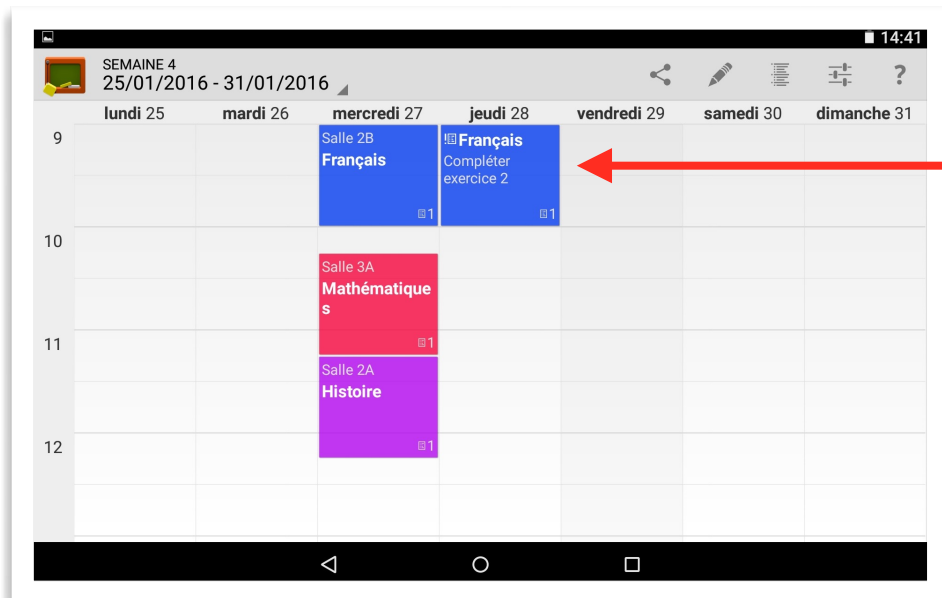 14:41
SEMAINE 4
25/01/2016 - 31/01/2016
?
lundi 25 mardi 26 mercredi 27 jeudi 28 vendredi 29 samedi 30 dimanche 31
9
Salle 2B
Français
1
!Français
Compléter
exercice 2
1
10
Salle 3A
Mathématique
s
1
11
Salle 2A
Histoire
1
12